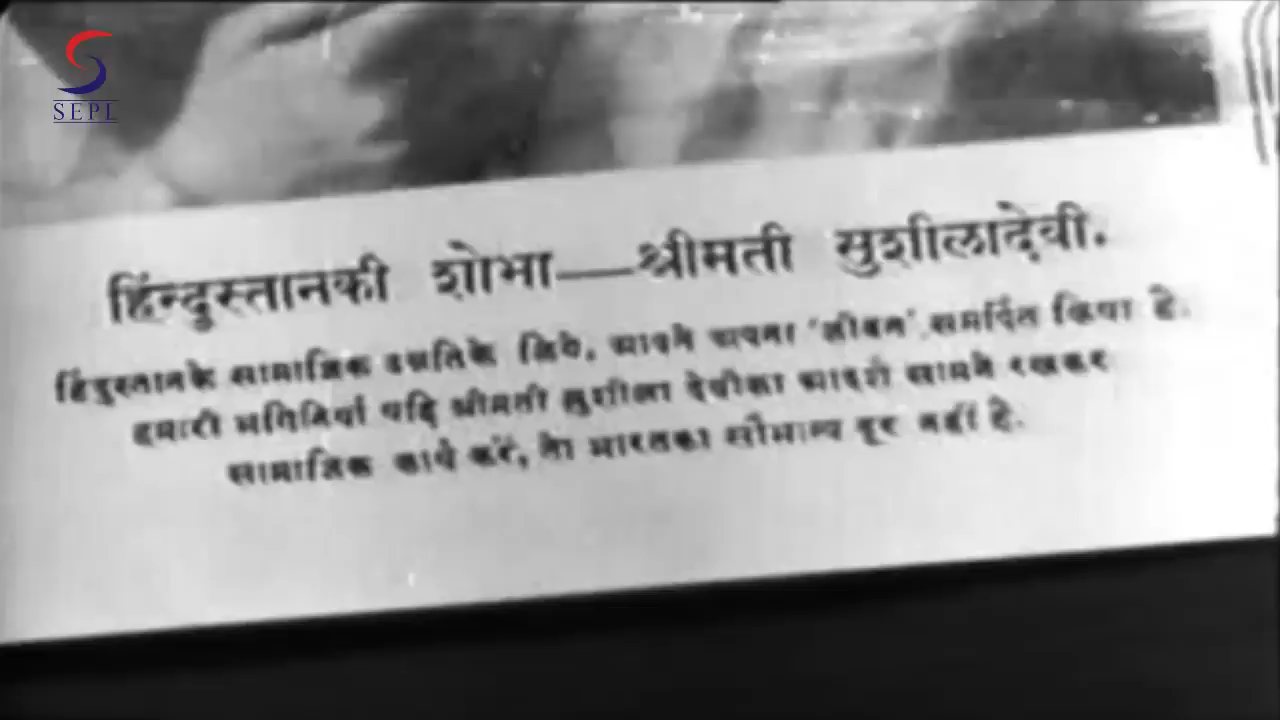 SEPL
हिंन्दुस्तानकी शोभा—श्रीमती सुशीलादेवी.
हिंदुस्तानके सामाजिक उन्नतिके लिये, आपने अपना 'जीवन' समर्पित किया है.
हमारी भगिनियाँ यदि श्रीमती सुशीला देवीका आदर्श सामने रखकर
सामाजिक कार्य करें, तो भारतका सौभाग्य दूर नहीं है.